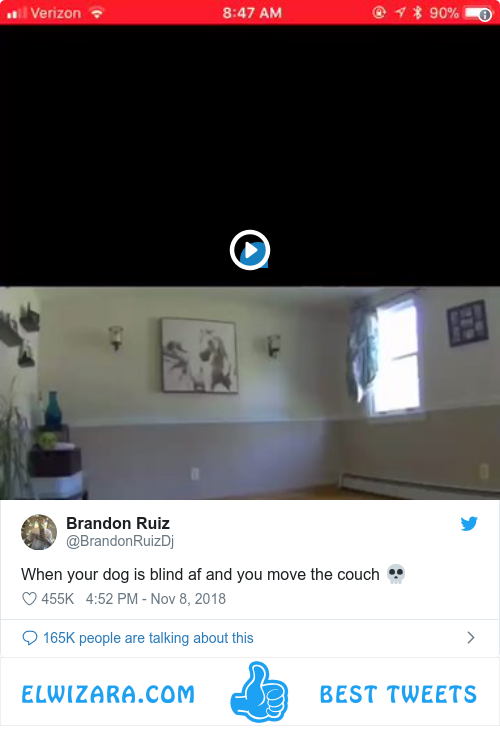 Verizon 8:47 AM 90%
Brandon Ruiz
@BrandonRuizDj
When your dog is blind af and you move the couch 💀
455K 4:52 PM - Nov 8, 2018
165K people are talking about this
ELWIZARA.COM BEST TWEETS